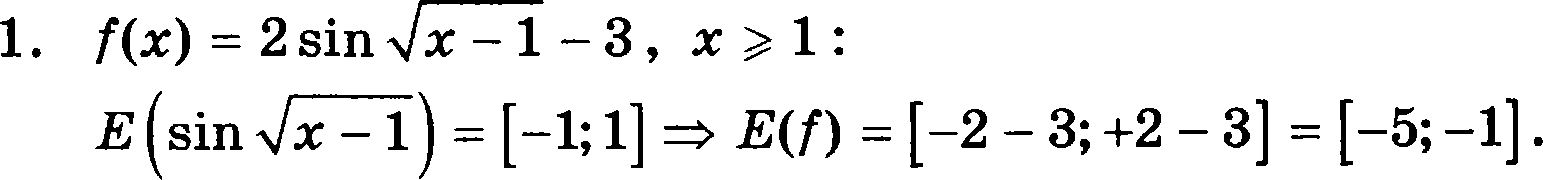 1. f(x) = 2 sin √(x − 1) − 3, x ⩾ 1:
E(sin √(x − 1)) = [−1; 1] ⇒ E(f) = [−2 − 3; +2 − 3] = [−5; −1].